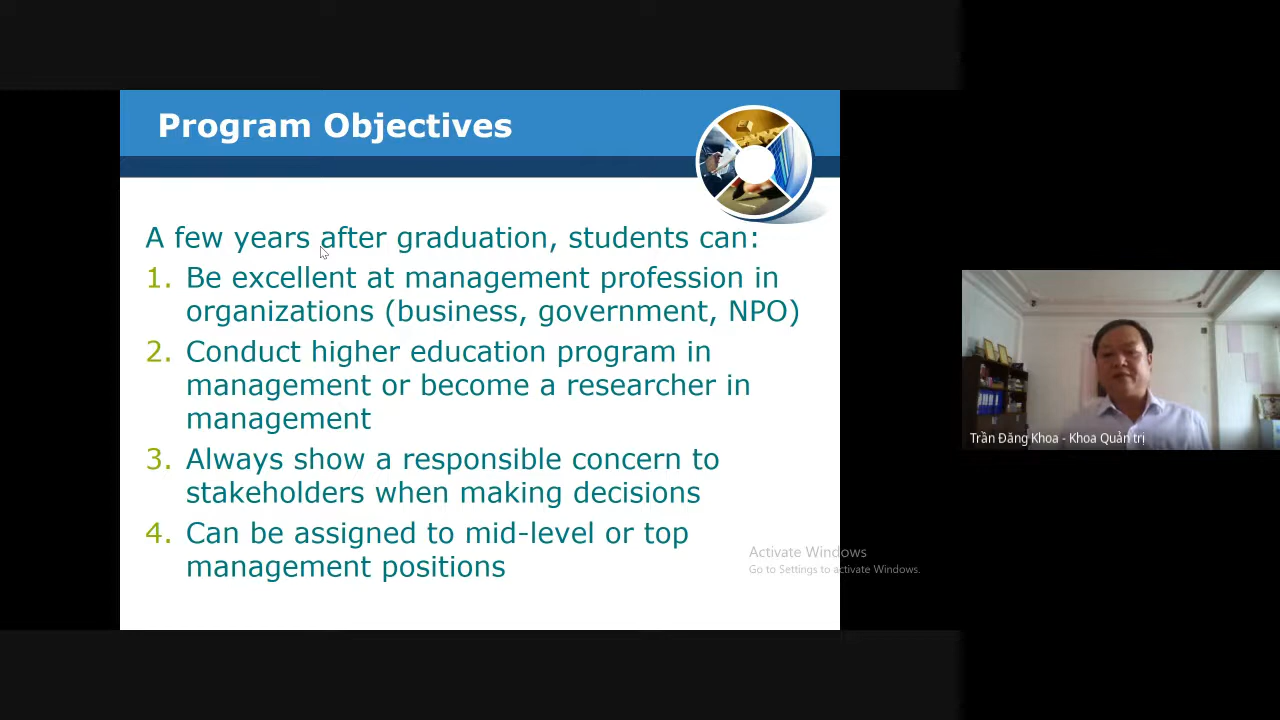 Program Objectives
A few years after graduation, students can:
1. Be excellent at management profession in
organizations (business, government, NPO)
2. Conduct higher education program in
management or become a researcher in
management
3. Always show a responsible concern to
stakeholders when making decisions
4. Can be assigned to mid-level or top
management positions
Activate Windows
Go to Settings to activate Windows.
Trần Đăng Khoa - Khoa Quản trị